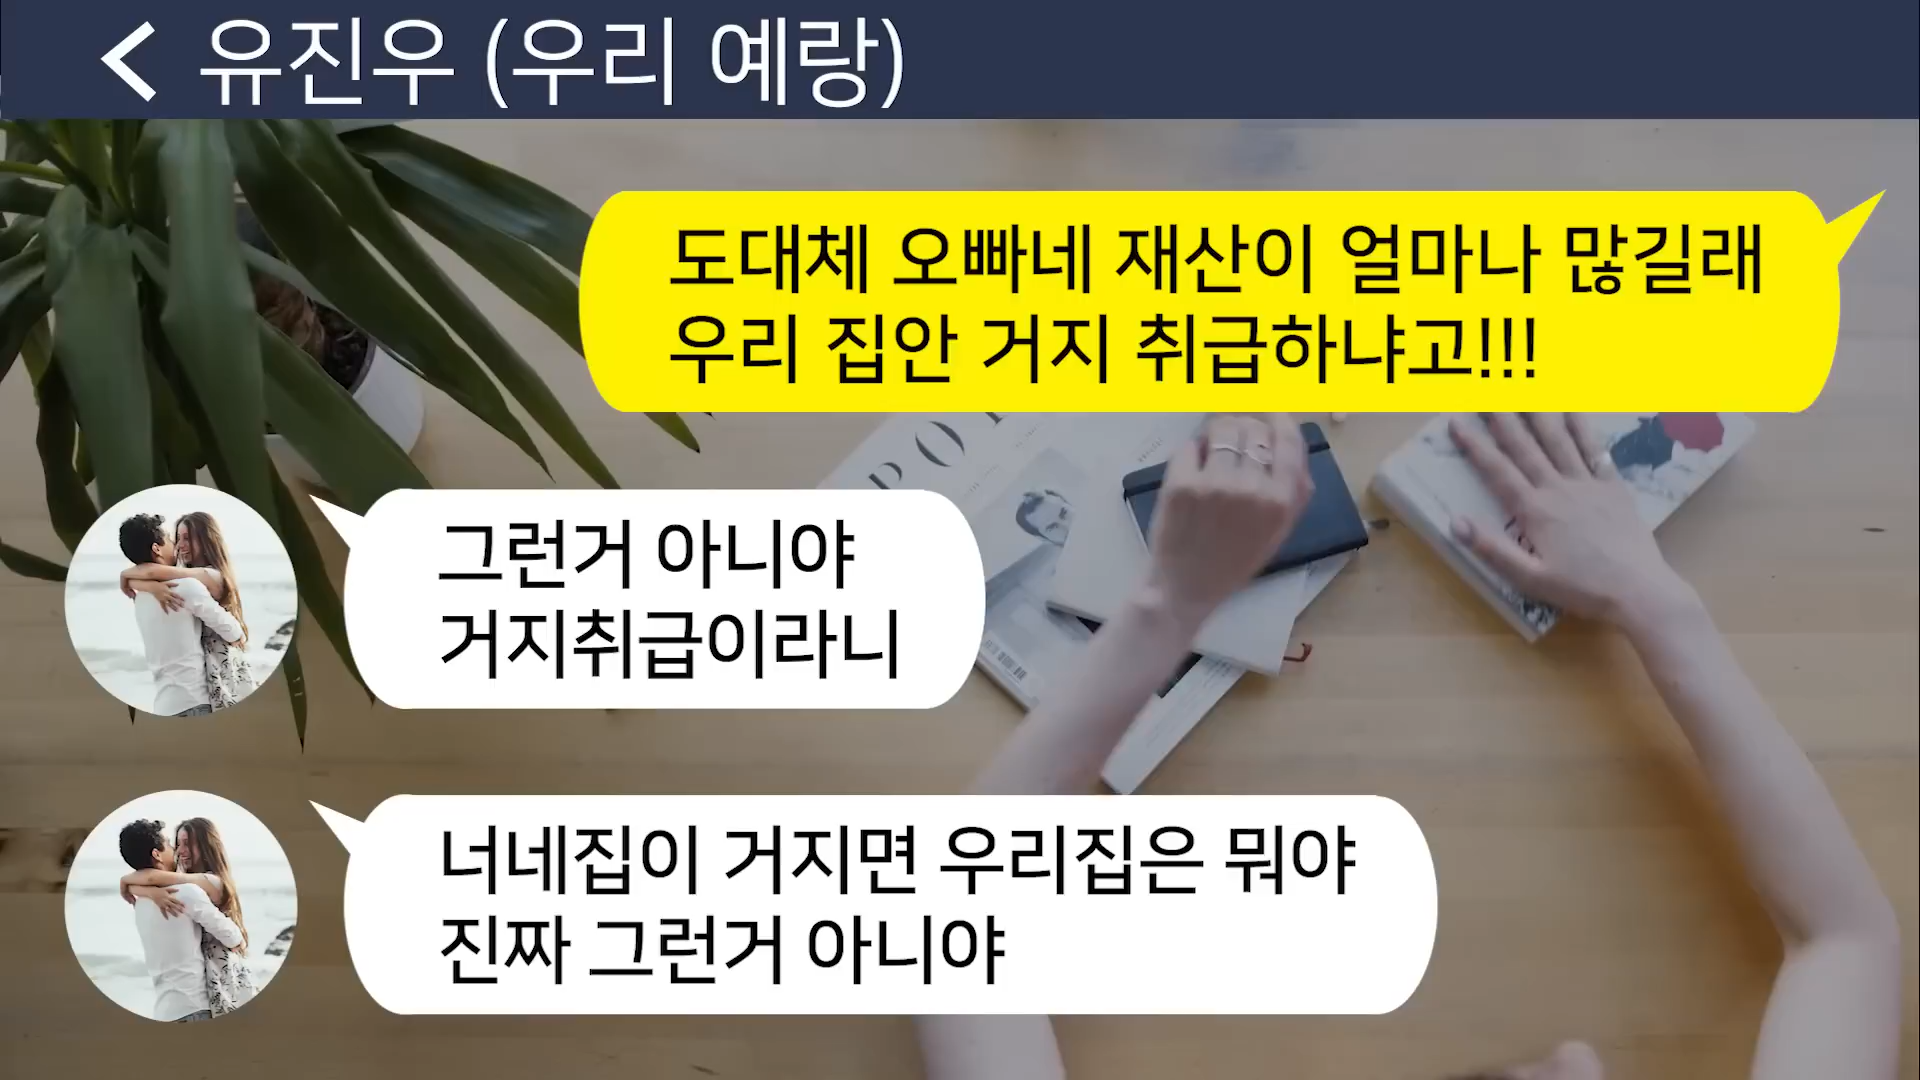 유진우 (우리 예랑)
도대체 오빠네 재산이 얼마나 많길래
우리 집안 거지 취급하냐고!!!
그런거 아니야
거지취급이라니
너네집이 거지면 우리집은 뭐야
진짜 그런거 아니야